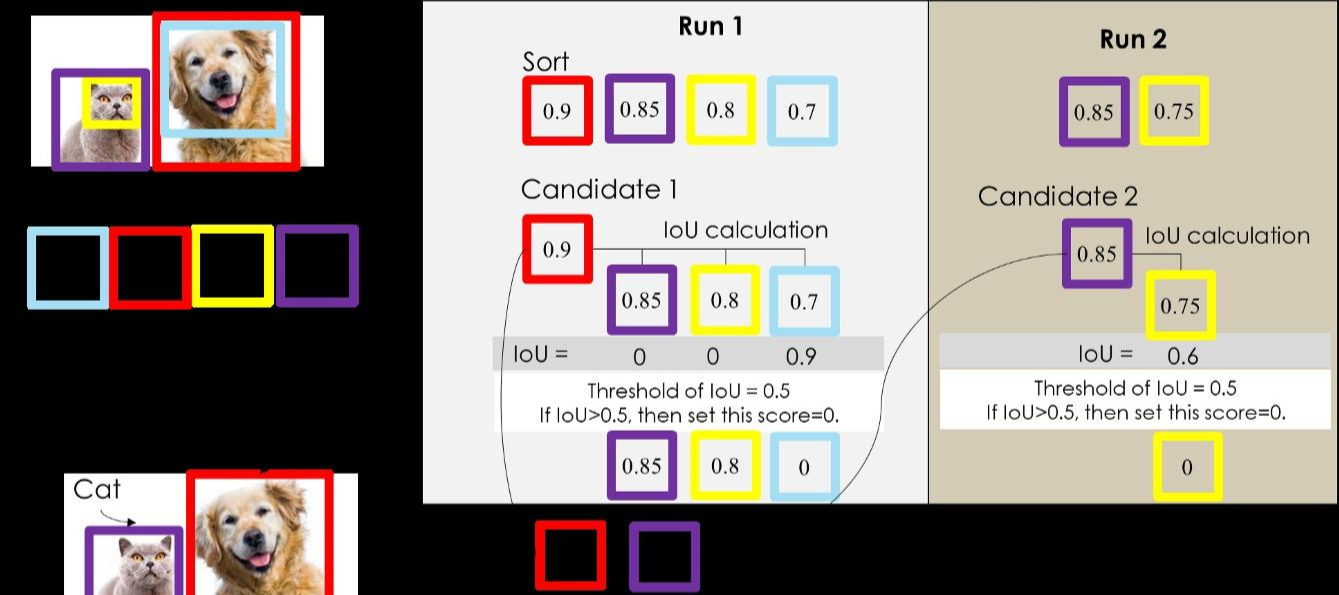 Run 1
Sort
0.9 0.85 0.8 0.7
Candidate 1
0.9
IoU calculation
0.85 0.8 0.7
IoU = 0 0 0.9
Threshold of IoU = 0.5
If IoU>0.5, then set this score=0.
0.85 0.8 0
Run 2
0.85 0.75
Candidate 2
0.85
IoU calculation
0.75
IoU = 0.6
Threshold of IoU = 0.5
If IoU>0.5, then set this score=0.
0
Cat